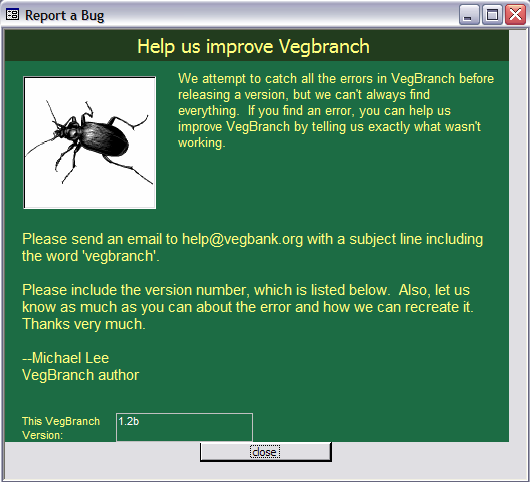 Report a Bug
Help us improve Vegbranch
We attempt to catch all the errors in VegBranch before
releasing a version, but we can't always find
everything.  If you find an error, you can help us
improve VegBranch by telling us exactly what wasn't
working.
Please send an email to help@vegbank.org with a subject line including
the word 'vegbranch'.
Please include the version number, which is listed below.  Also, let us
know as much as you can about the error and how we can recreate it.
Thanks very much.
--Michael Lee
VegBranch author
This VegBranch
Version:
1.2b
close